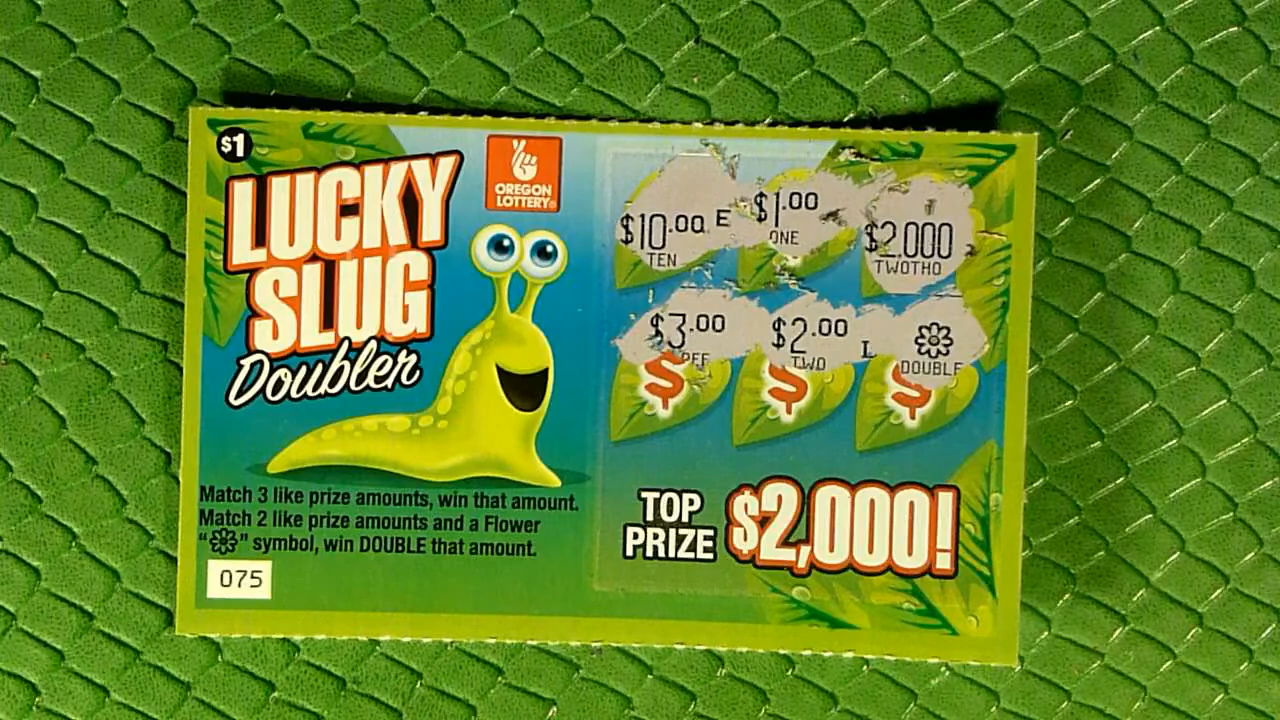 $1
LUCKY
SLUG
Doubler
OREGON
LOTTERY®
$10.00 E $1.00 $2.000
TEN ONE TWOTHO
$3.00 $2.00 L
TWO DOUBLE
$ $ $
Match 3 like prize amounts, win that amount.
Match 2 like prize amounts and a Flower
" " symbol, win DOUBLE that amount.
075
TOP
PRIZE $2,000!